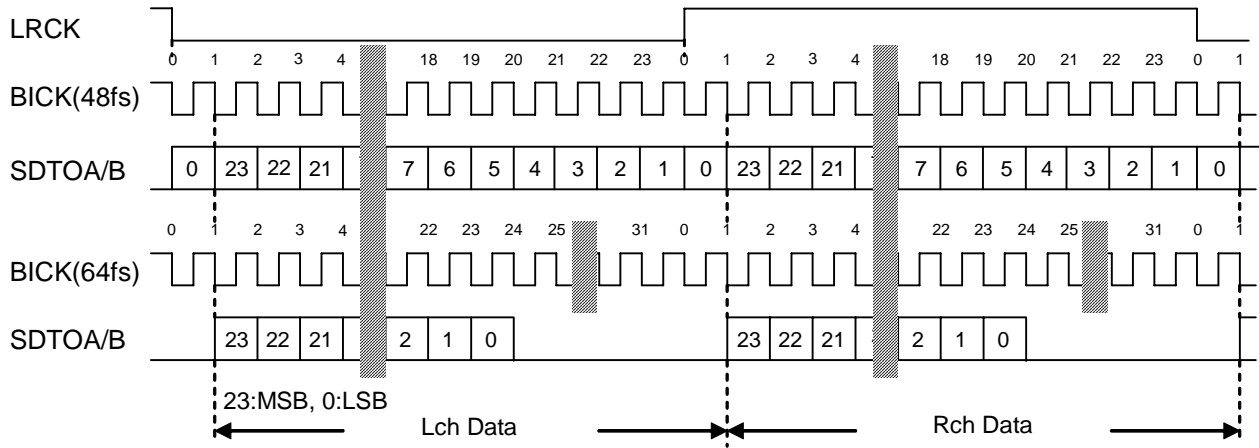 LRCK
0 1 2 3 4 18 19 20 21 22 23 0 1 2 3 4 18 19 20 21 22 23 0 1
BICK(48fs)
SDTOA/B 0 23 22 21 7 6 5 4 3 2 1 0 23 22 21 7 6 5 4 3 2 1 0
0 1 2 3 4 22 23 24 25 31 0 1 2 3 4 22 23 24 25 31 0 1
BICK(64fs)
SDTOA/B 23 22 21 2 1 0 23 22 21 2 1 0
23:MSB, 0:LSB
Lch Data Rch Data